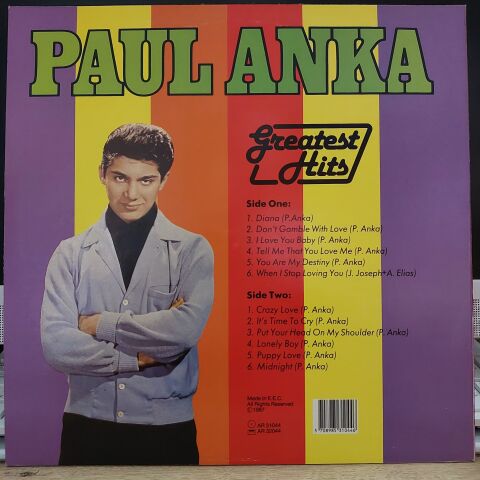 PAUL ANKA
Greatest
Hits
Side One:
1. Diana (P.Anka)
2. Don't Gamble With Love (P. Anka)
3. I Love You Baby (P. Anka)
4. Tell Me That You Love Me (P. Anka)
5. You Are My Destiny (P. Anka)
6. When I Stop Loving You (J. Joseph+A. Elias)
Side Two:
1. Crazy Love (P. Anka)
2. It's Time To Cry (P. Anka)
3. Put Your Head On My Shoulder (P. Anka)
4. Lonely Boy (P. Anka)
5. Puppy Love (P. Anka)
6. Midnight (P. Anka)
Made in E.E.C.
All Rights Reserved
AR 31044
AR 32044